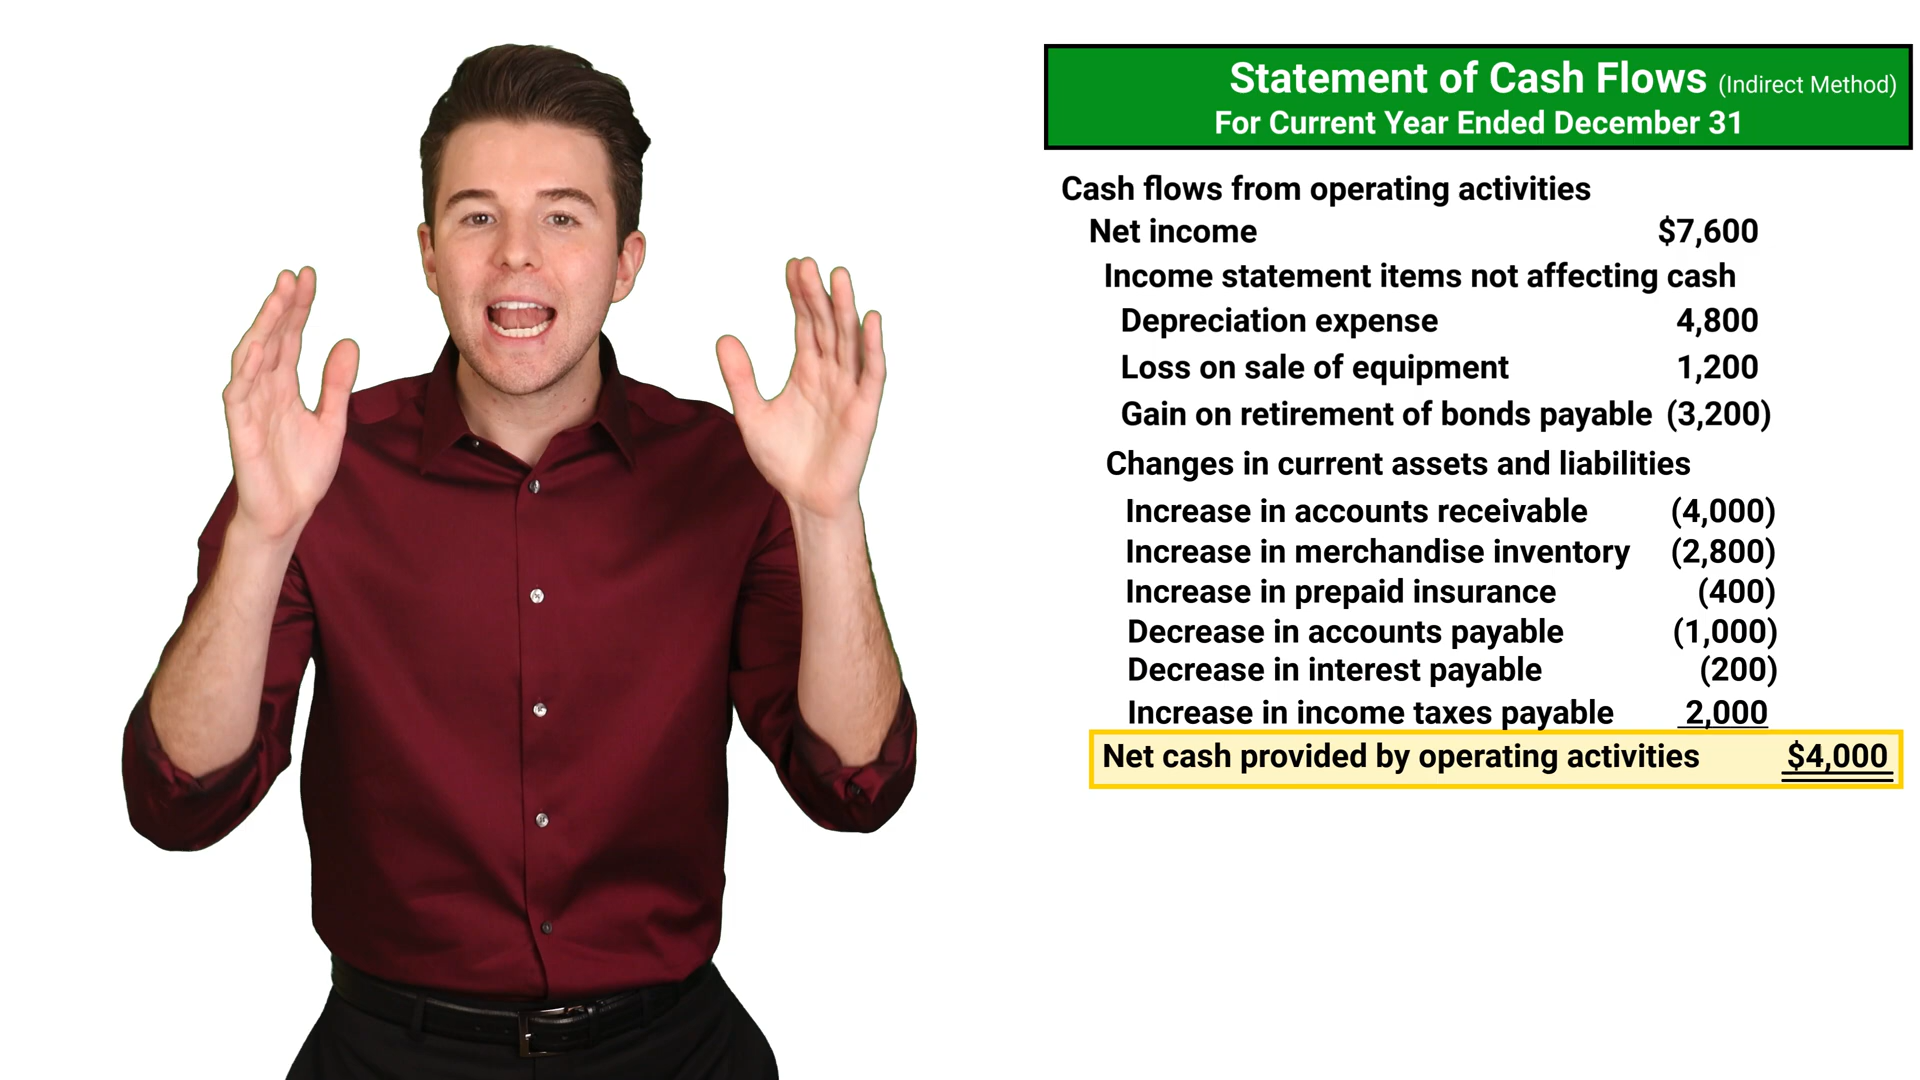 Statement of Cash Flows (Indirect Method)
For Current Year Ended December 31
Cash flows from operating activities
Net income $7,600
Income statement items not affecting cash
Depreciation expense 4,800
Loss on sale of equipment 1,200
Gain on retirement of bonds payable (3,200)
Changes in current assets and liabilities
Increase in accounts receivable (4,000)
Increase in merchandise inventory (2,800)
Increase in prepaid insurance (400)
Decrease in accounts payable (1,000)
Decrease in interest payable (200)
Increase in income taxes payable 2,000
Net cash provided by operating activities $4,000